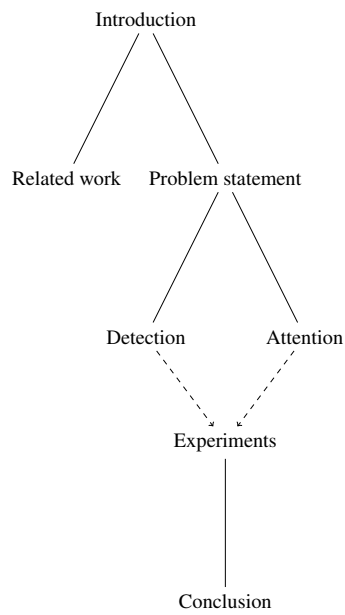 Introduction
Related work
Problem statement
Detection
Attention
Experiments
Conclusion